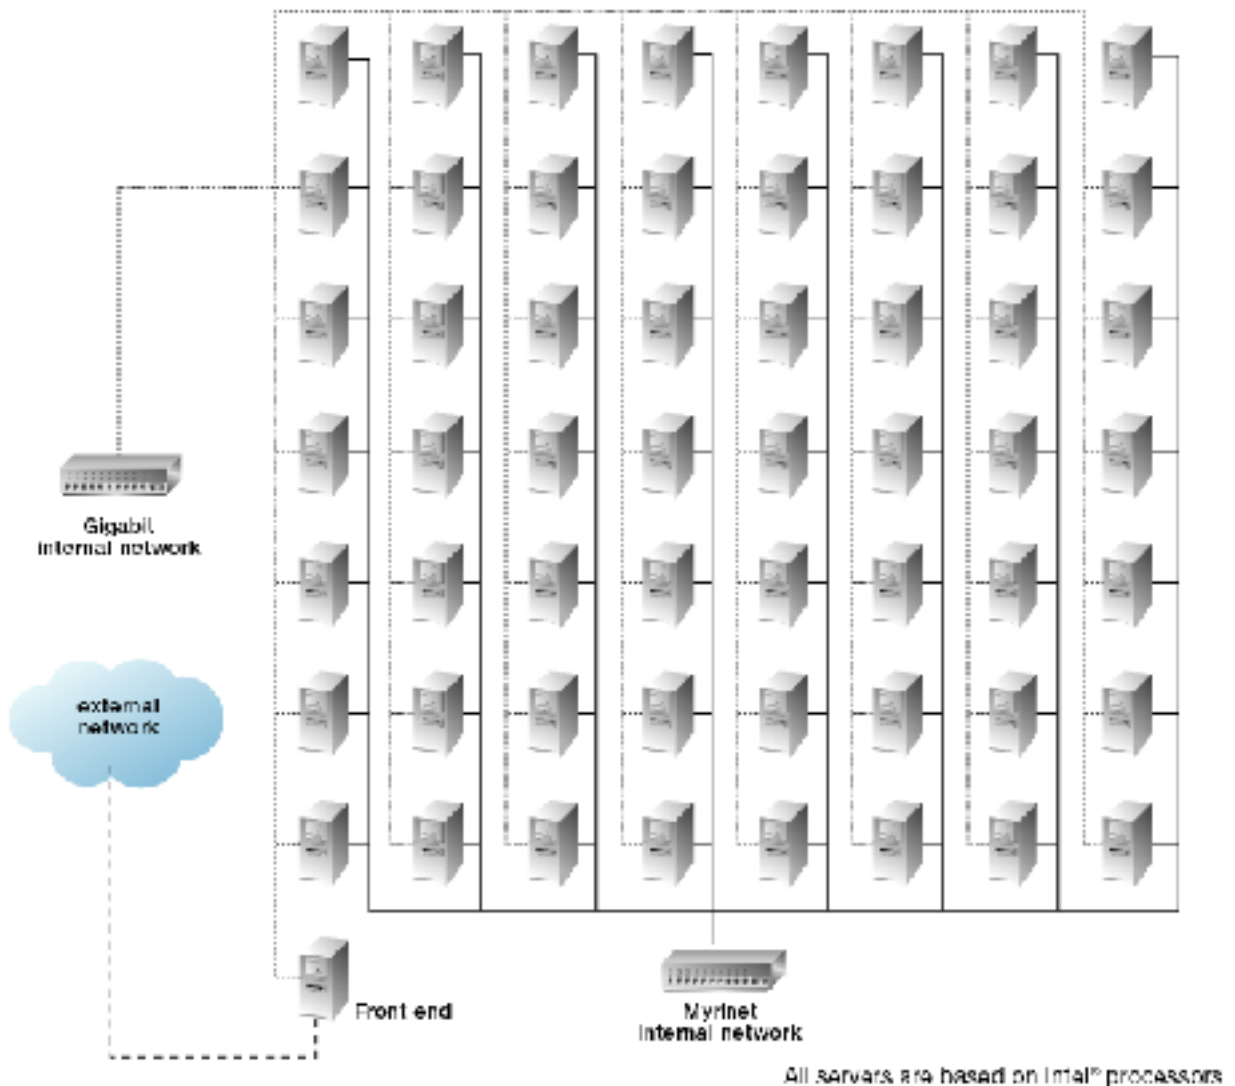 Gigabit
internal network
external
network
Front end
Myrinet
internal network
All servers are based on Intel® processors